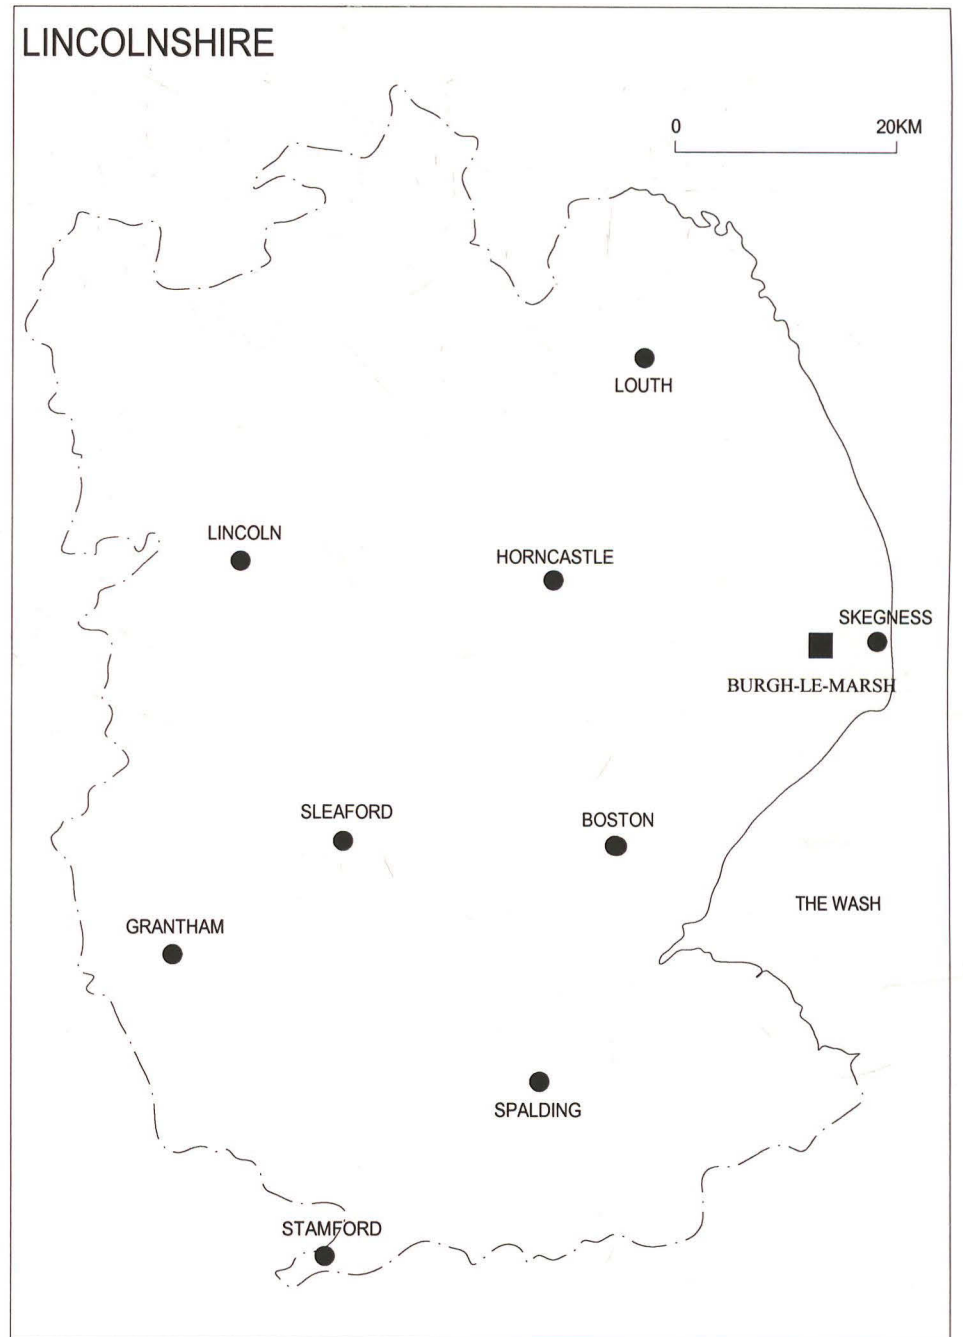 LINCOLNSHIRE
0 20KM
LOUTH
LINCOLN
HORNCASTLE
SKEGNESS
BURGH-LE-MARSH
SLEAFORD
BOSTON
THE WASH
GRANTHAM
SPALDING
STAMFORD